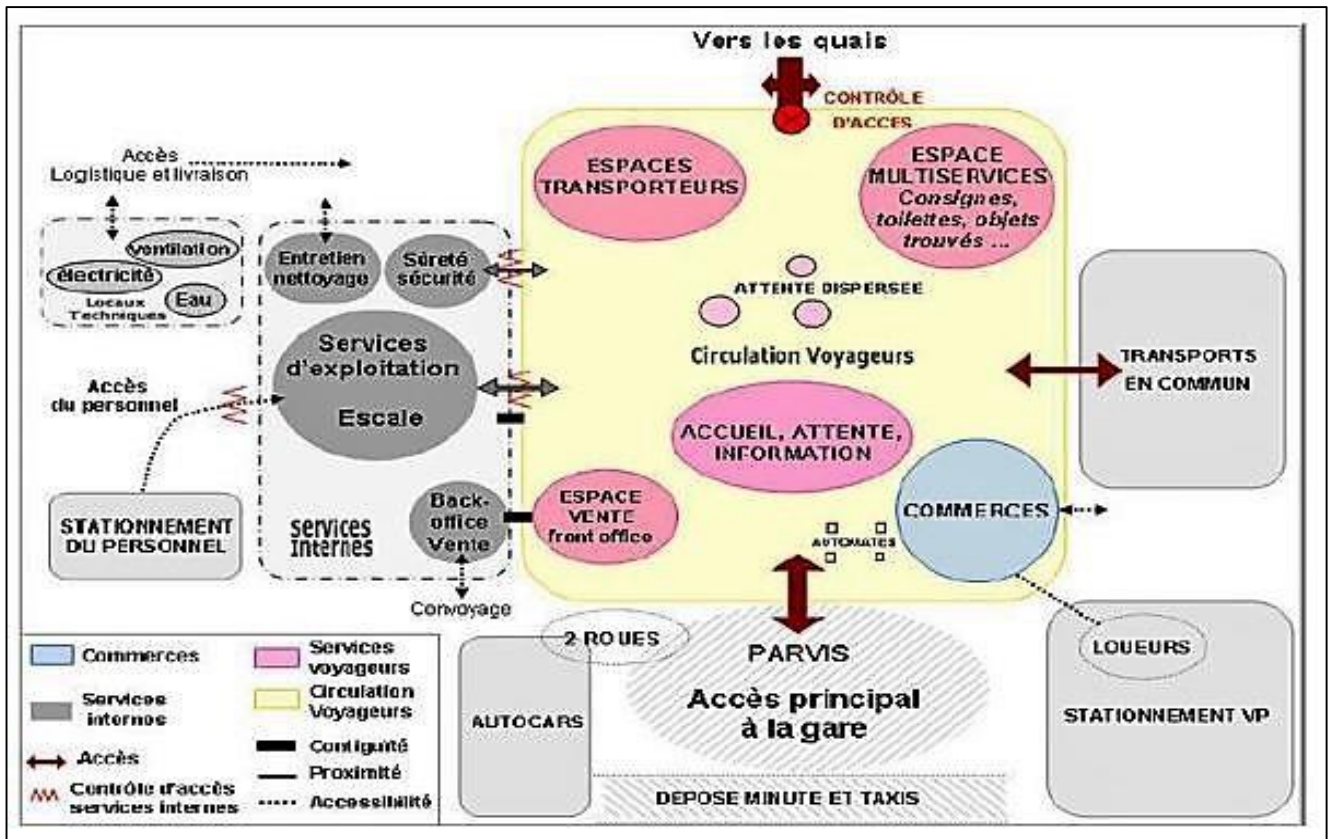 Vers les quais
CONTRÔLE
D'ACCES
ESPACES
TRANSPORTEURS
ESPACE
MULTISERVICES
Consignes,
toilettes, objets
trouvés ...
Accès
Logistique et livraison
ventilation
électricité
Eau
Locaux
Techniques
Entretien
nettoyage
Sûreté
sécurité
ATTENTE DISPERSEE
Circulation Voyageurs
Services
d'exploitation
Escale
TRANSPORTS
EN COMMUN
Accès
du personnel
ACCUEIL, ATTENTE,
INFORMATION
STATIONNEMENT
DU PERSONNEL
Services
Internes
Back-
office
Vente
ESPACE
VENTE
front office
COMMERCES
AUTOMATES
Convoyage
2 ROUES
AUTOCARS
PARVIS
Accès principal
à la gare
LOUEURS
STATIONNEMENT VP
DEPOSE MINUTE ET TAXIS
Commerces
Services
internes
Accès
Contrôle d'accès
services internes
Services
voyageurs
Circulation
Voyageurs
Contiguïté
Proximité
Accessibilité